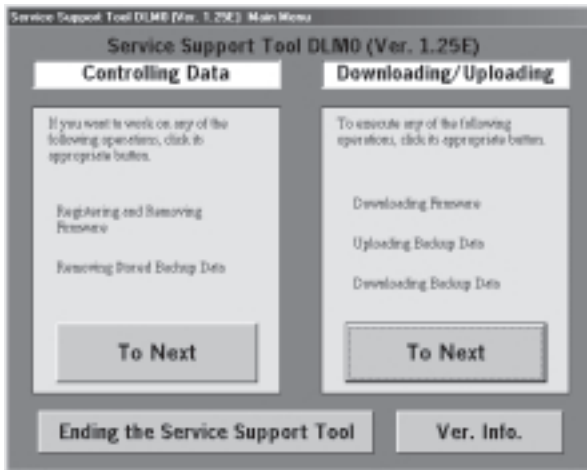 Service Support Tool DLM0 (Ver. 1.25E) Main Menu
Service Support Tool DLM0 (Ver. 1.25E)
Controlling Data
If you want to work on any of the
following operations, click its
appropriate button.
Registering and Removing
Firmware
Removing Stored Backup Data
To Next
Downloading/Uploading
To execute any of the following
operations, click its appropriate button.
Downloading Firmware
Uploading Backup Data
Downloading Backup Data
To Next
Ending the Service Support Tool
Ver. Info.